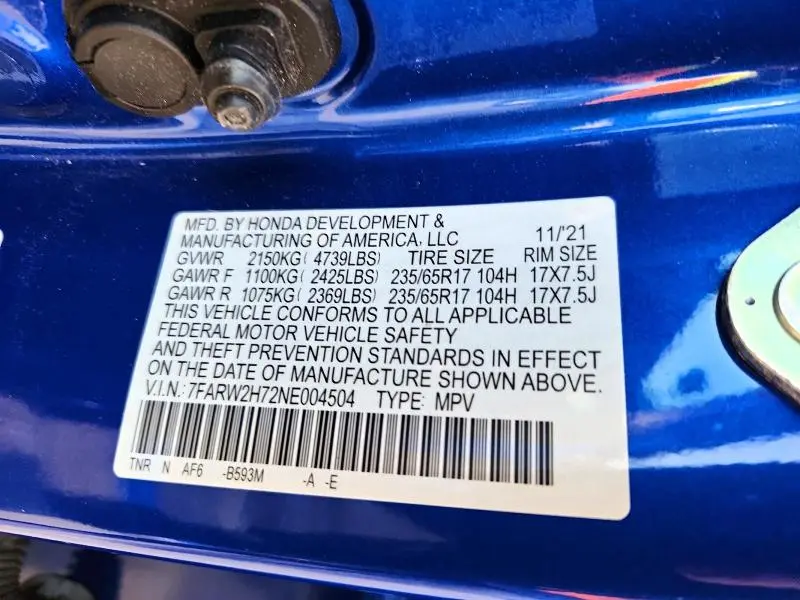 MFD. BY HONDA DEVELOPMENT &
MANUFACTURING OF AMERICA, LLC 11/'21
GVWR 2150KG( 4739LBS) TIRE SIZE RIM SIZE
GAWR F 1100KG( 2425LBS) 235/65R17 104H 17X7.5J
GAWR R 1075KG( 2369LBS) 235/65R17 104H 17X7.5J
THIS VEHICLE CONFORMS TO ALL APPLICABLE
FEDERAL MOTOR VEHICLE SAFETY
AND THEFT PREVENTION STANDARDS IN EFFECT
ON THE DATE OF MANUFACTURE SHOWN ABOVE.
V.I.N.: 7FARW2H72NE004504 TYPE: MPV
TNR N AF6 -B593M -A -E